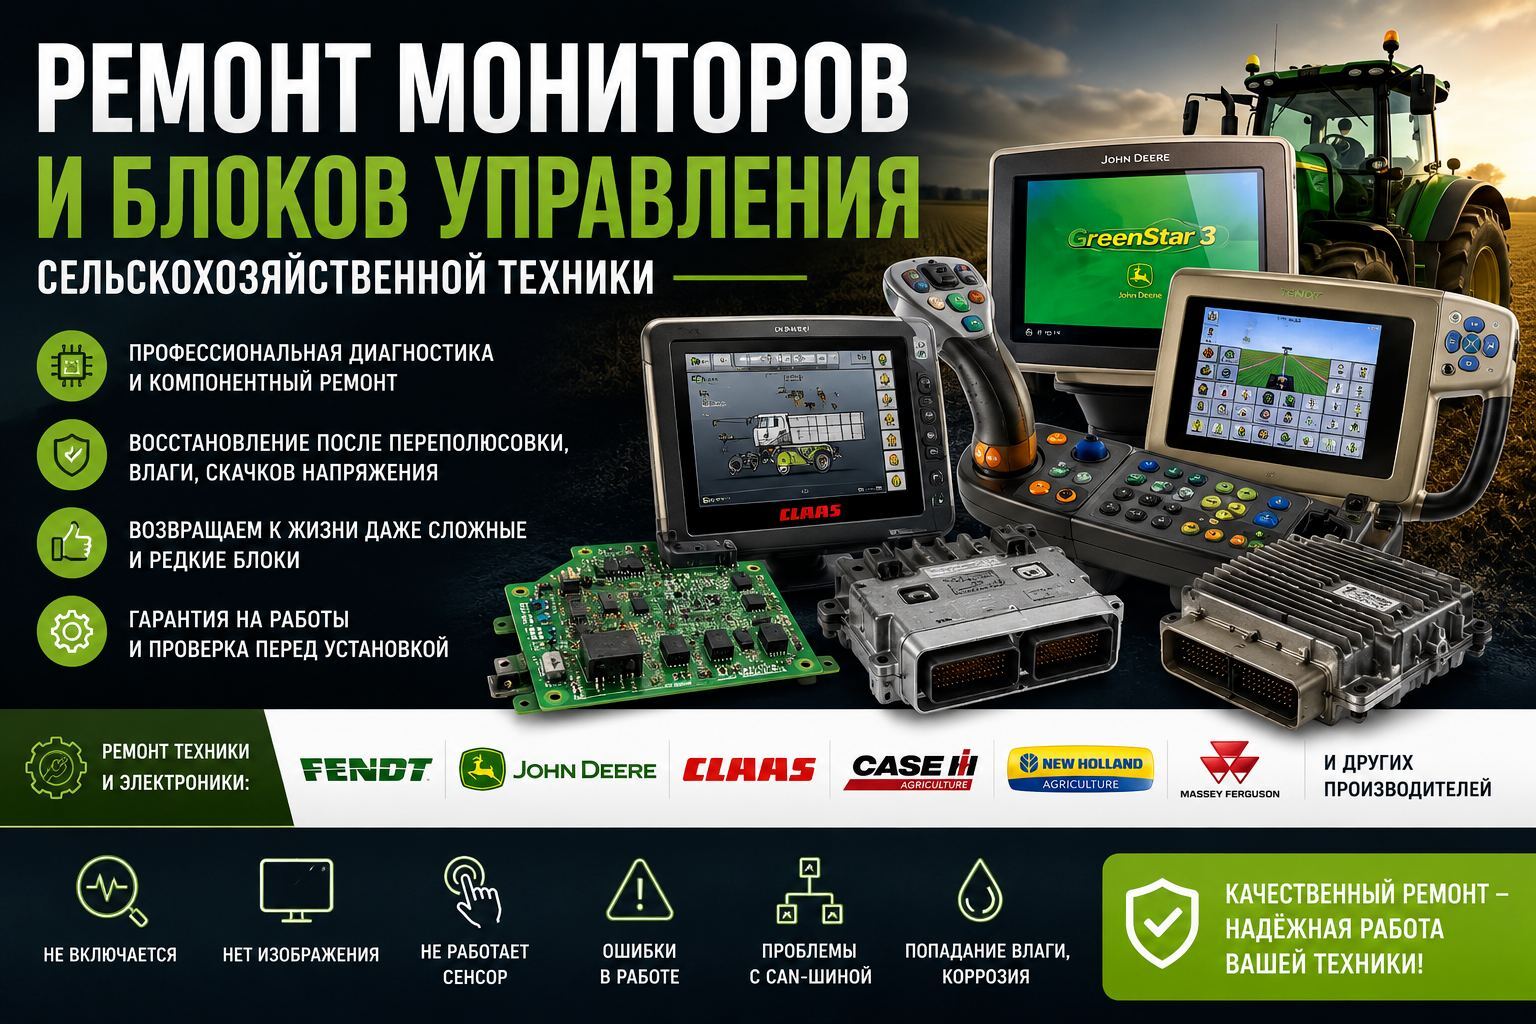 РЕМОНТ МОНИТОРОВ
И БЛОКОВ УПРАВЛЕНИЯ
СЕЛЬСКОХОЗЯЙСТВЕННОЙ ТЕХНИКИ
ПРОФЕССИОНАЛЬНАЯ ДИАГНОСТИКА
И КОМПОНЕНТНЫЙ РЕМОНТ
ВОССТАНОВЛЕНИЕ ПОСЛЕ ПЕРЕПОЛЮСОВКИ,
ВЛАГИ, СКАЧКОВ НАПРЯЖЕНИЯ
ВОЗВРАЩАЕМ К ЖИЗНИ ДАЖЕ СЛОЖНЫЕ
И РЕДКИЕ БЛОКИ
ГАРАНТИЯ НА РАБОТЫ
И ПРОВЕРКА ПЕРЕД УСТАНОВКОЙ
JOHN DEERE
GreenStar 3
John Deere
FENDT
CLAAS
РЕМОНТ ТЕХНИКИ
И ЭЛЕКТРОНИКИ:
FENDT
JOHN DEERE
CLAAS
CASE IH
AGRICULTURE
NEW HOLLAND
AGRICULTURE
MASSEY FERGUSON
И ДРУГИХ
ПРОИЗВОДИТЕЛЕЙ
НЕ ВКЛЮЧАЕТСЯ
НЕТ ИЗОБРАЖЕНИЯ
НЕ РАБОТАЕТ
СЕНСОР
ОШИБКИ
В РАБОТЕ
ПРОБЛЕМЫ
С CAN-ШИНОЙ
ПОПАДАНИЕ ВЛАГИ,
КОРРОЗИЯ
КАЧЕСТВЕННЫЙ РЕМОНТ –
НАДЁЖНАЯ РАБОТА
ВАШЕЙ ТЕХНИКИ!